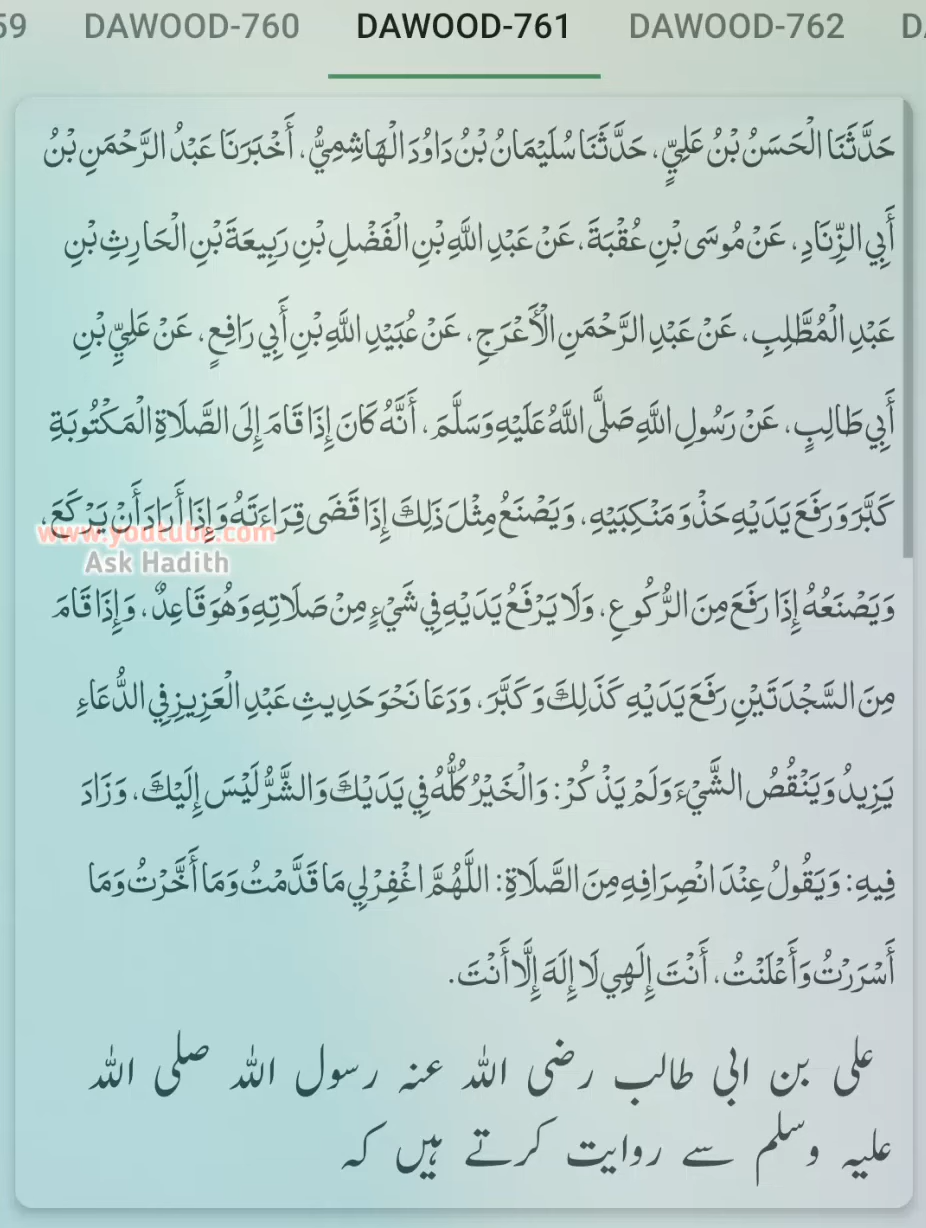 59 DAWOOD-760 DAWOOD-761 DAWOOD-762 D
حَدَّثَنَا الْحَسَنُ بْنُ عَلِيٍّ، حَدَّثَنَا سُلَيْمَانُ بْنُ دَاوُدَ الْهَاشِمِيُّ، أَخْبَرَنَا عَبْدُ الرَّحْمَنِ بْنُ
أَبِي الزِّنَادِ، عَنْ مُوسَى بْنِ عُقْبَةَ، عَنْ عَبْدِ اللَّهِ بْنِ الْفَضْلِ بْنِ رَبِيعَةَ بْنِ الْحَارِثِ بْنِ
عَبْدِ الْمُطَّلِبِ، عَنْ عَبْدِ الرَّحْمَنِ الْأَعْرَجِ، عَنْ عُبَيْدِ اللَّهِ بْنِ أَبِي رَافِعٍ، عَنْ عَلِيِّ بْنِ
أَبِي طَالِبٍ، عَنْ رَسُولِ اللَّهِ صَلَّى اللَّهُ عَلَيْهِ وَسَلَّمَ، أَنَّهُ كَانَ إِذَا قَامَ إِلَى الصَّلَاةِ الْمَكْتُوبَةِ
كَبَّرَ وَرَفَعَ يَدَيْهِ حَذْوَ مَنْكِبَيْهِ، وَيَصْنَعُ مِثْلَ ذَلِكَ إِذَا قَضَى قِرَاءَتَهُ وَإِذَا أَرَادَ أَنْ يَرْكَعَ،
www.youtube.com
Ask Hadith
وَيَصْنَعُهُ إِذَا رَفَعَ مِنَ الرُّكُوعِ، وَلَا يَرْفَعُ يَدَيْهِ فِي شَيْءٍ مِنْ صَلَاتِهِ وَهُوَ قَاعِدٌ، وَإِذَا قَامَ
مِنَ السَّجْدَتَيْنِ رَفَعَ يَدَيْهِ كَذَلِكَ وَكَبَّرَ، وَدَعَا نَحْوَ حَدِيثِ عَبْدِ الْعَزِيزِ فِي الدُّعَاءِ
يَزِيدُ وَيَنْقُصُ الشَّيْءَ وَلَمْ يَذْكُرْ: وَالْخَيْرُ كُلُّهُ فِي يَدَيْكَ وَالشَّرُّ لَيْسَ إِلَيْكَ، وَزَادَ
فِيهِ: وَيَقُولُ عِنْدَ انْصِرَافِهِ مِنَ الصَّلَاةِ: اللَّهُمَّ اغْفِرْ لِي مَا قَدَّمْتُ وَمَا أَخَّرْتُ وَمَا
أَسْرَرْتُ وَأَعْلَنْتُ، أَنْتَ إِلَهِي لَا إِلَهَ إِلَّا أَنْتَ.
علی بن ابی طالب رضی اللہ عنہ رسول اللہ صلی اللہ
علیہ وسلم سے روایت کرتے ہیں کہ